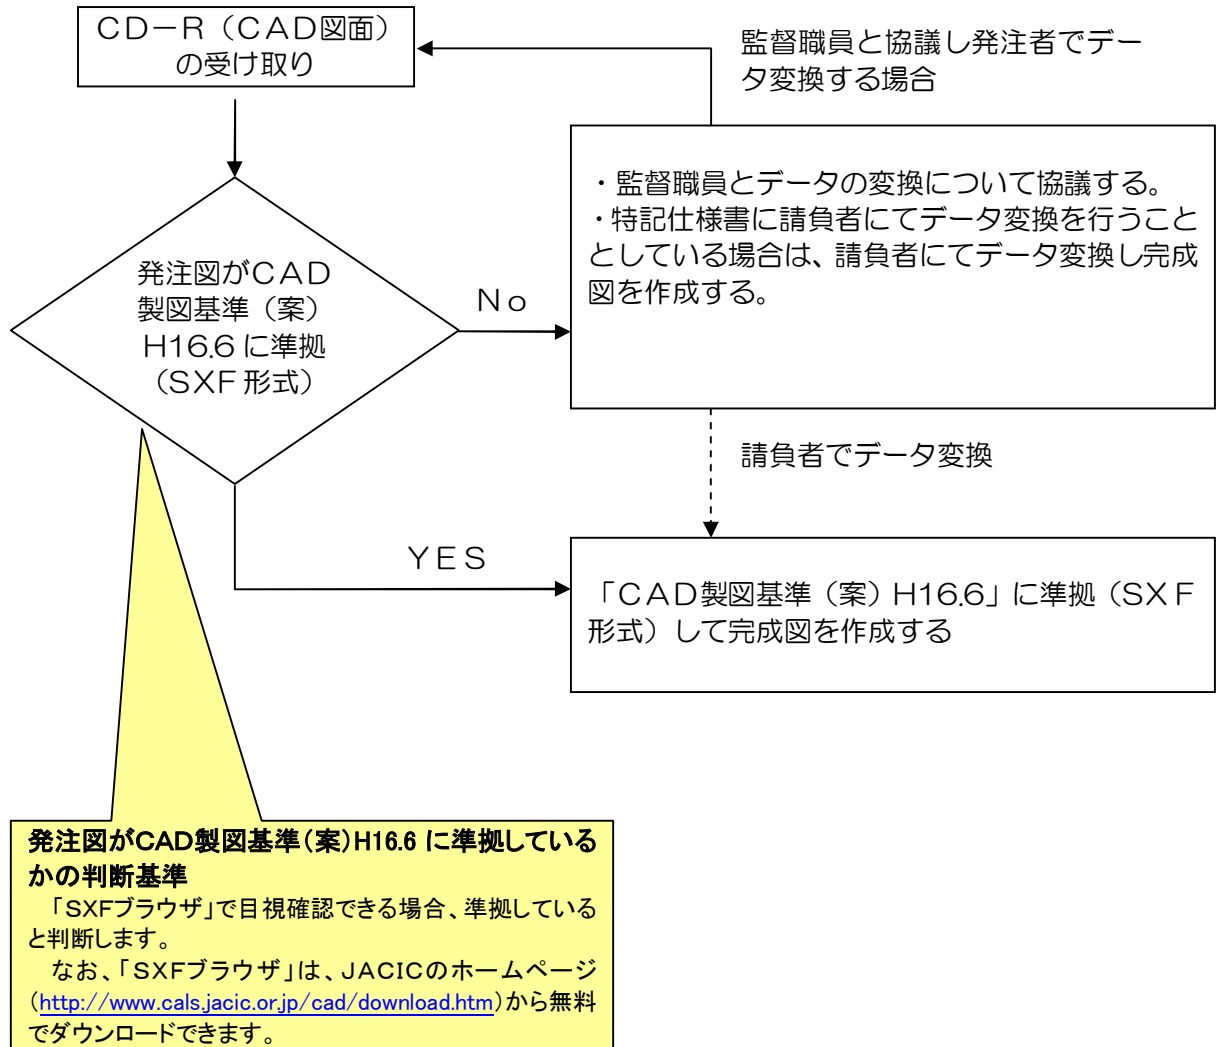 CD－R（CAD図面）
の受け取り
監督職員と協議し発注者でデー
タ変換する場合
・監督職員とデータの変換について協議する。
・特記仕様書に請負者にてデータ変換を行うこと
としている場合は、請負者にてデータ変換し完成
図を作成する。
発注図がCAD
製図基準（案）
H16.6 に準拠
（SXF 形式）
No
請負者でデータ変換
YES
「CAD製図基準（案）H16.6」に準拠（SXF
形式）して完成図を作成する
発注図がCAD製図基準（案）H16.6 に準拠している
かの判断基準
「SXFブラウザ」で目視確認できる場合、準拠している
と判断します。
なお、「SXFブラウザ」は、JACICのホームページ
（http://www.cals.jacic.or.jp/cad/download.htm）から無料
でダウンロードできます。